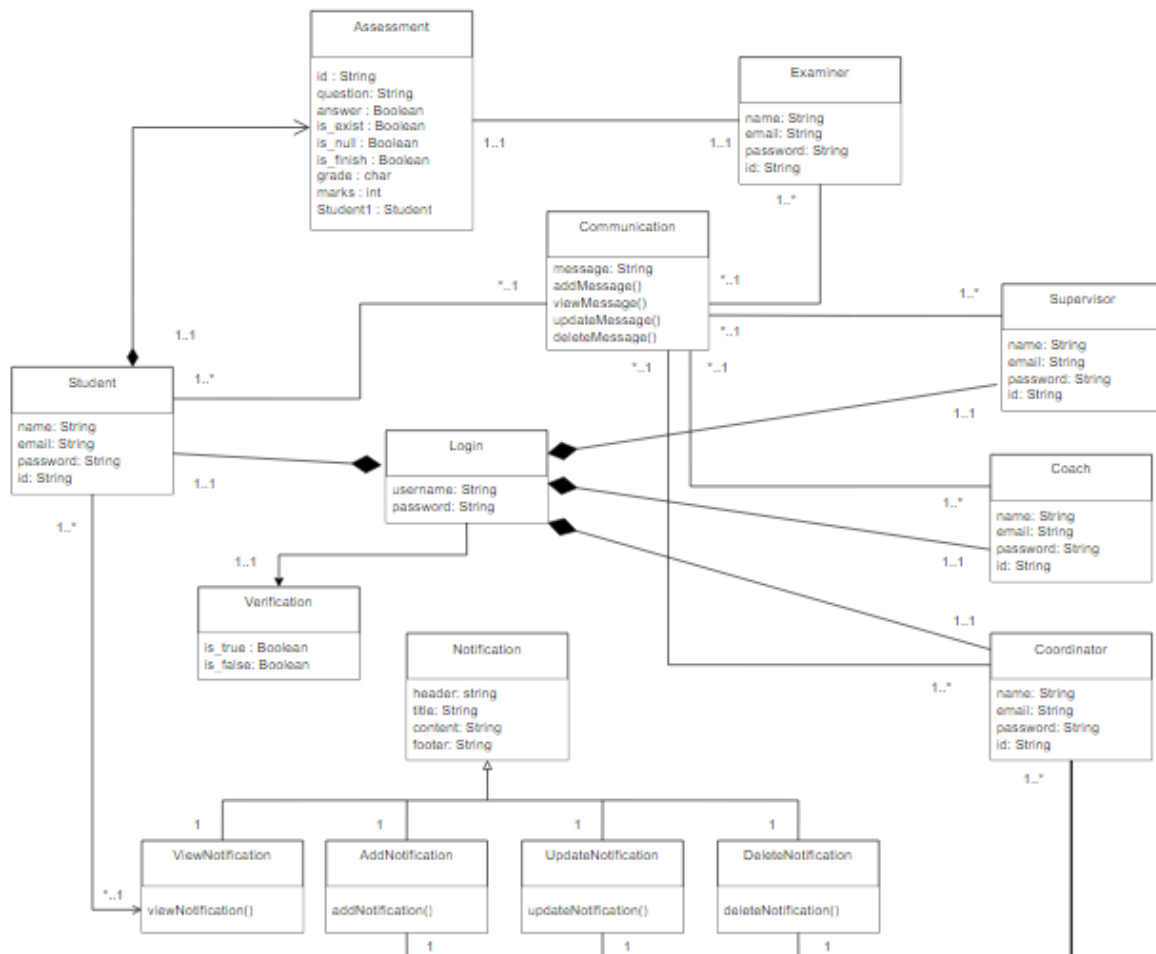 Assessment
id : String
question: String
answer : Boolean
is_exist : Boolean
is_null : Boolean
is_finish : Boolean
grade : char
marks : int
Student1 : Student
1..1
1..1
Examiner
name: String
email: String
password: String
id: String
1..*
Communication
message: String
addMessage()
viewMessage()
updateMessage()
deleteMessage()
*..1
*..1
*..1
*..1
*..1
1..*
Supervisor
name: String
email: String
password: String
id: String
1..1
1..1
1..*
Student
name: String
email: String
password: String
id: String
1..1
1..*
Login
username: String
password: String
1..1
Verification
is_true : Boolean
is_false: Boolean
Coach
name: String
email: String
password: String
id: String
1..*
1..1
1..1
Coordinator
name: String
email: String
password: String
id: String
1..*
1..*
Notification
header: string
title: String
content: String
footer: String
1
1
1
1
ViewNotification
viewNotification()
*..1
AddNotification
addNotification()
1
UpdateNotification
updateNotification()
1
DeleteNotification
deleteNotification()
1